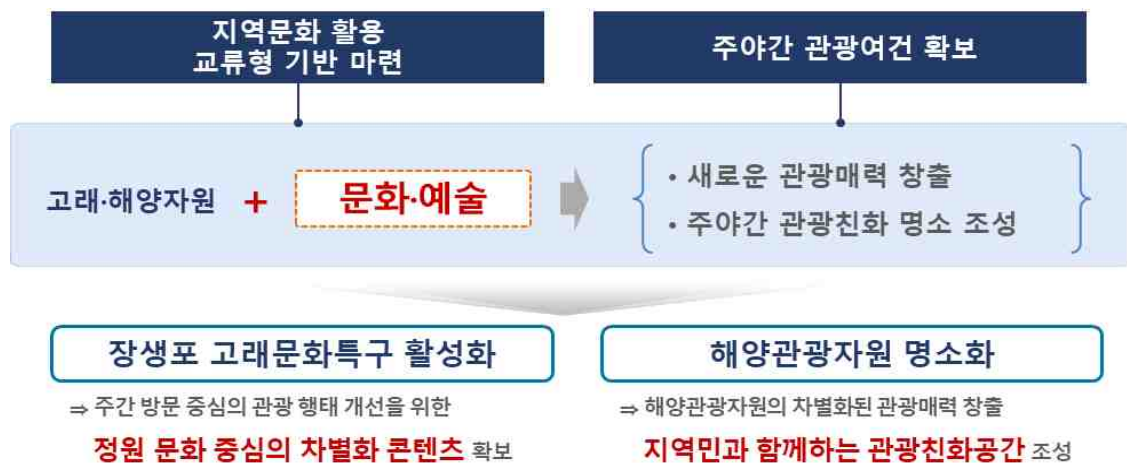 지역문화 활용
교류형 기반 마련
주야간 관광여건 확보
고래·해양자원 + 문화·예술
• 새로운 관광매력 창출
• 주야간 관광친화 명소 조성
장생포 고래문화특구 활성화
⇒ 주간 방문 중심의 관광 행태 개선을 위한
정원 문화 중심의 차별화 콘텐츠 확보
해양관광자원 명소화
⇒ 해양관광자원의 차별화된 관광매력 창출
지역민과 함께하는 관광친화공간 조성